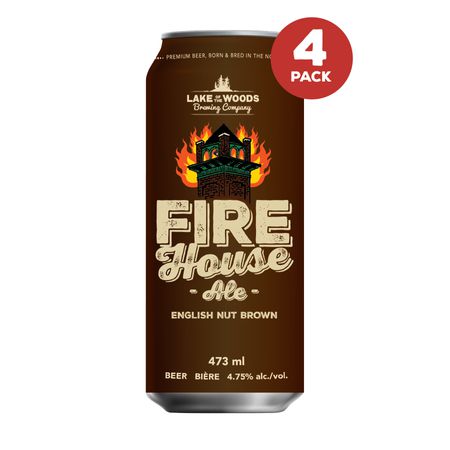 4
PACK
PREMIUM BEER, BORN & BRED IN THE
LAKE OF THE WOODS
Brewing Company
FIRE
House
- Ale -
ENGLISH NUT BROWN
473 ml
BEER BIÈRE 4.75% alc./vol.